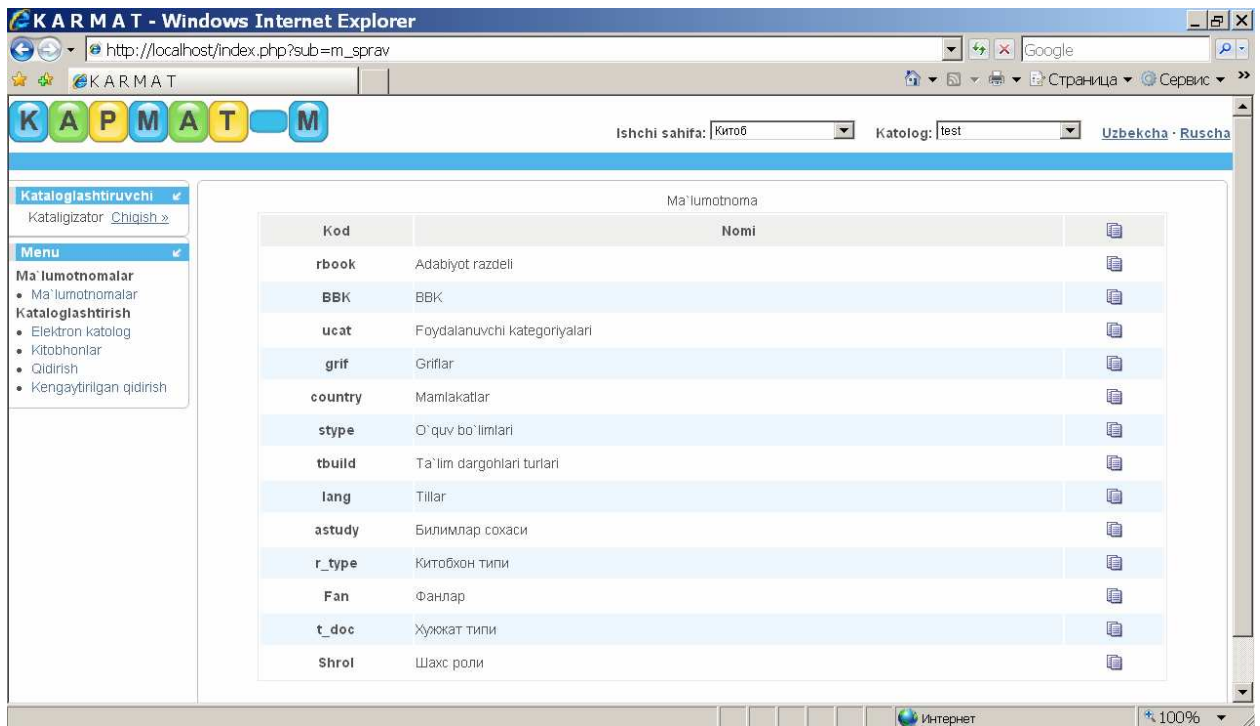 K A R M A T - Windows Internet Explorer
http://localhost/index.php?sub=m_sprav Google
K A R M A T Страница Сервис »
КАРМАТ-М
Ishchi sahifa: Китоб Katolog: test Uzbekcha · Ruscha
Kataloglashtiruvchi
Kataligizator Chiqish »
Menu
Ma`lumotnomalar
• Ma`lumotnomalar
Kataloglashtirish
• Elektron katolog
• Kitobhonlar
• Qidirish
• Kengaytirilgan qidirish
Ma`lumotnoma
Kod Nomi
rbook Adabiyot razdeli
BBK BBK
ucat Foydalanuvchi kategoriyalari
grif Griflar
country Mamlakatlar
stype O`quv bo`limlari
tbuild Ta`lim dargohlari turlari
lang Tillar
astudy Билимлар сохаси
r_type Китобхон типи
Fan Фанлар
t_doc Хужжат типи
Shrol Шахс роли
Интернет 100%